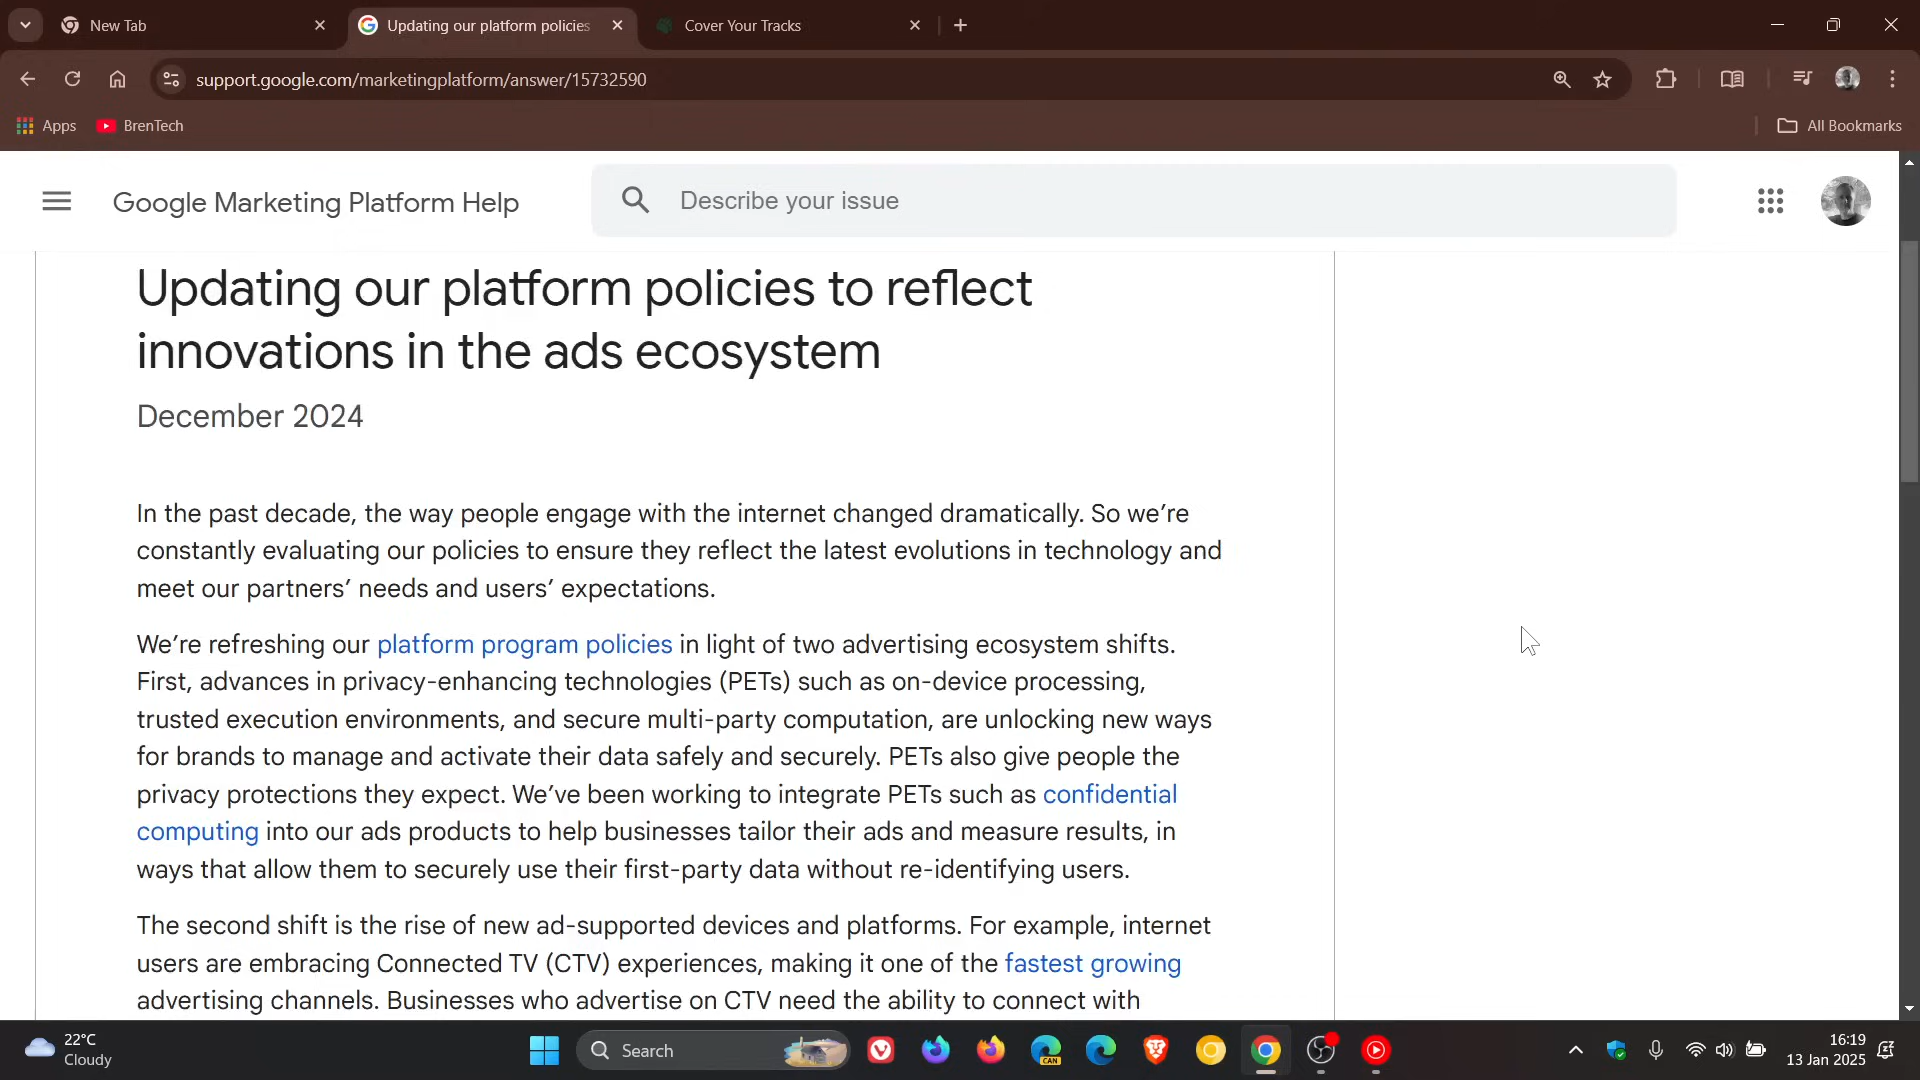 New Tab
Updating our platform policies
Cover Your Tracks
support.google.com/marketingplatform/answer/15732590
Apps
BrenTech
All Bookmarks
Google Marketing Platform Help
Describe your issue
Updating our platform policies to reflect
innovations in the ads ecosystem
December 2024
In the past decade, the way people engage with the internet changed dramatically. So we’re
constantly evaluating our policies to ensure they reflect the latest evolutions in technology and
meet our partners’ needs and users’ expectations.
We’re refreshing our platform program policies in light of two advertising ecosystem shifts.
First, advances in privacy-enhancing technologies (PETs) such as on-device processing,
trusted execution environments, and secure multi-party computation, are unlocking new ways
for brands to manage and activate their data safely and securely. PETs also give people the
privacy protections they expect. We’ve been working to integrate PETs such as confidential
computing into our ads products to help businesses tailor their ads and measure results, in
ways that allow them to securely use their first-party data without re-identifying users.
The second shift is the rise of new ad-supported devices and platforms. For example, internet
users are embracing Connected TV (CTV) experiences, making it one of the fastest growing
advertising channels. Businesses who advertise on CTV need the ability to connect with
22°C
Cloudy
Search
CAN
16:19
13 Jan 2025